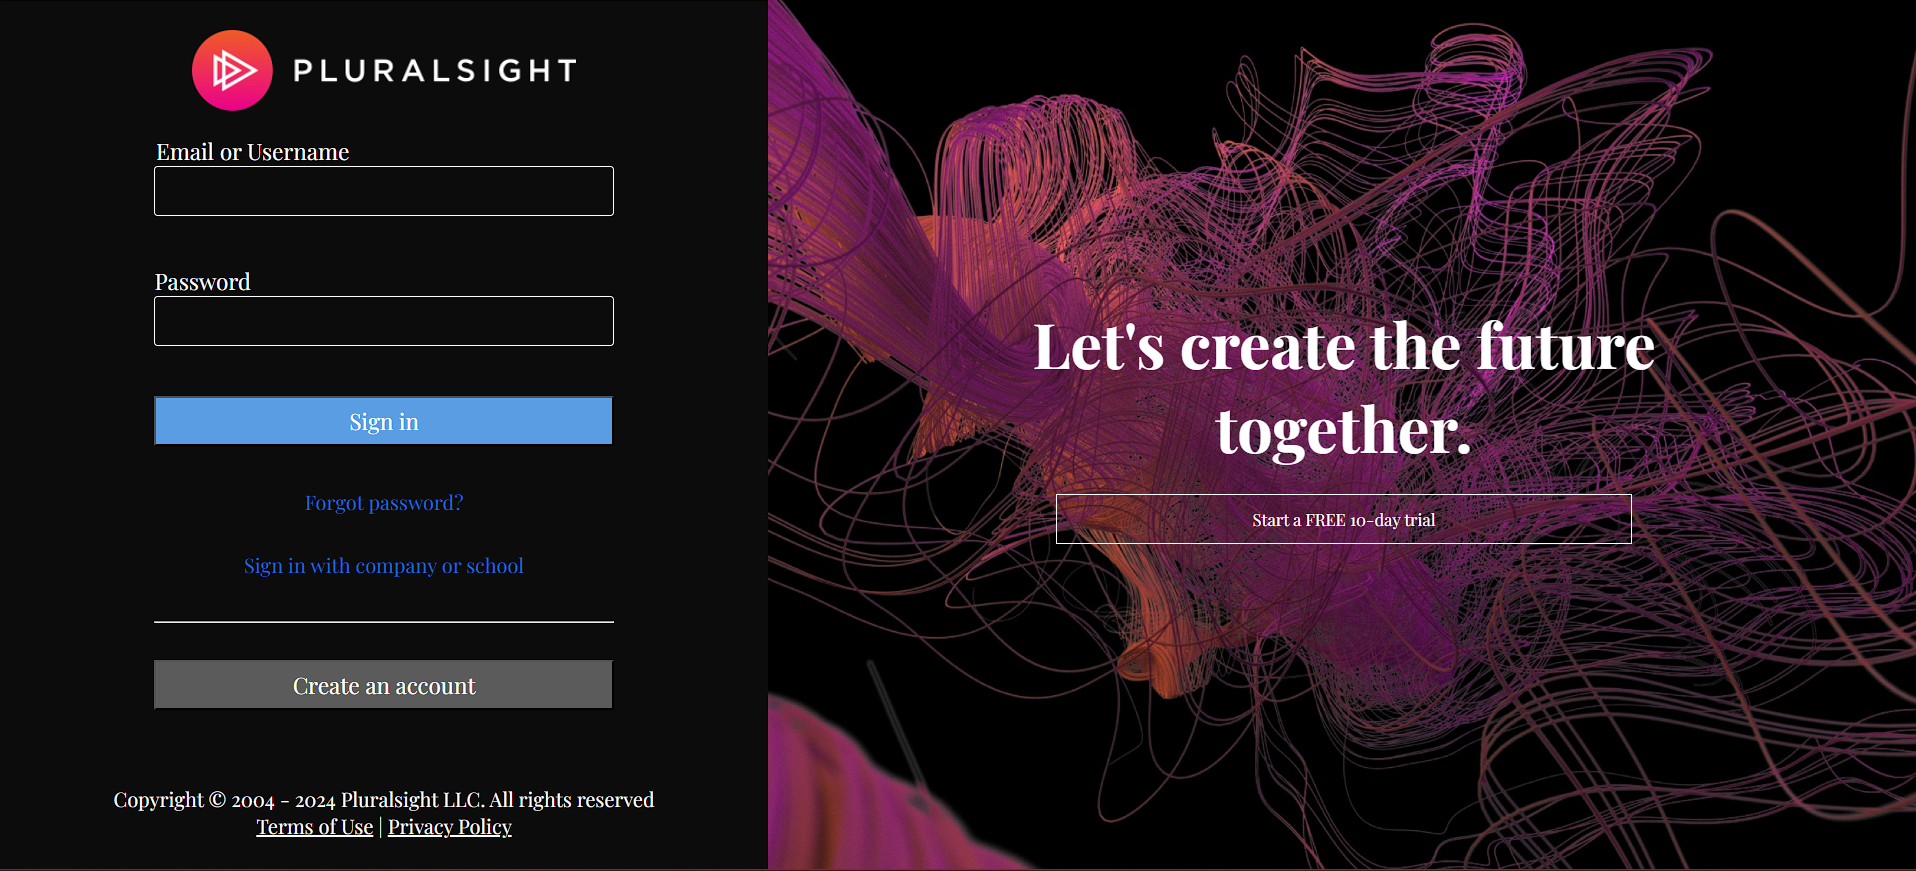 PLURALSIGHT
Email or Username
Password
Sign in
Forgot password?
Sign in with company or school
Create an account
Copyright © 2004 - 2024 Pluralsight LLC. All rights reserved
Terms of Use | Privacy Policy
Let's create the future
together.
Start a FREE 10-day trial